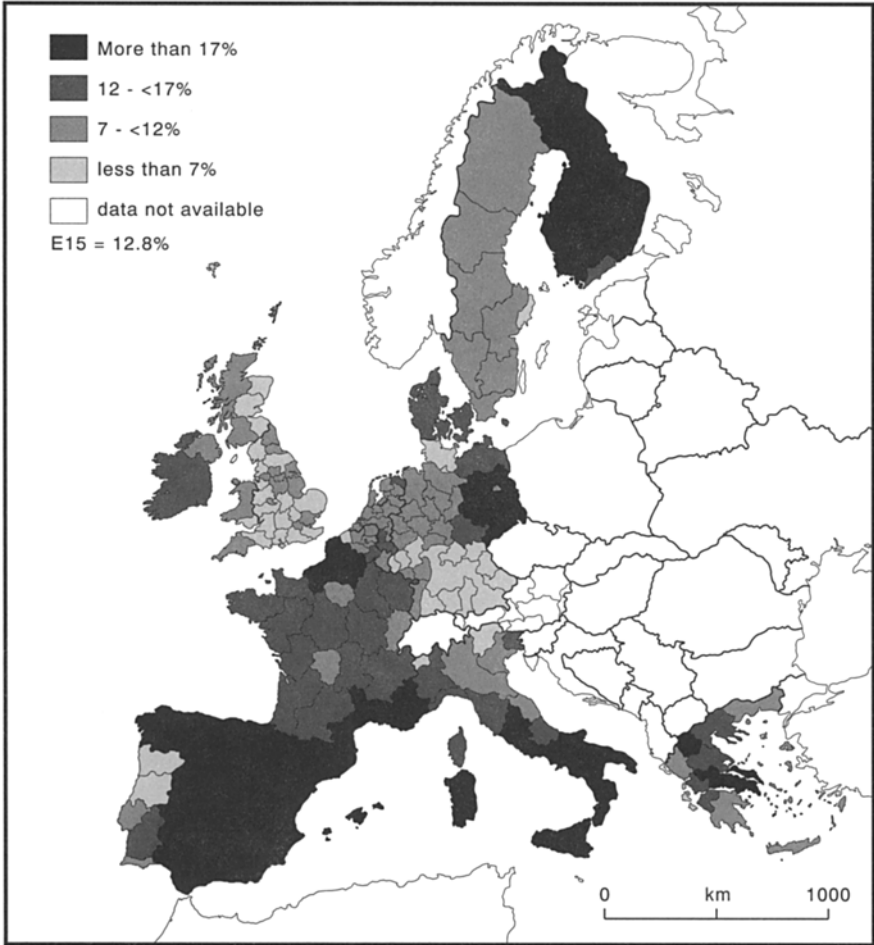 More than 17%
12 - <17%
7 - <12%
less than 7%
data not available
E15 = 12.8%
0 km 1000